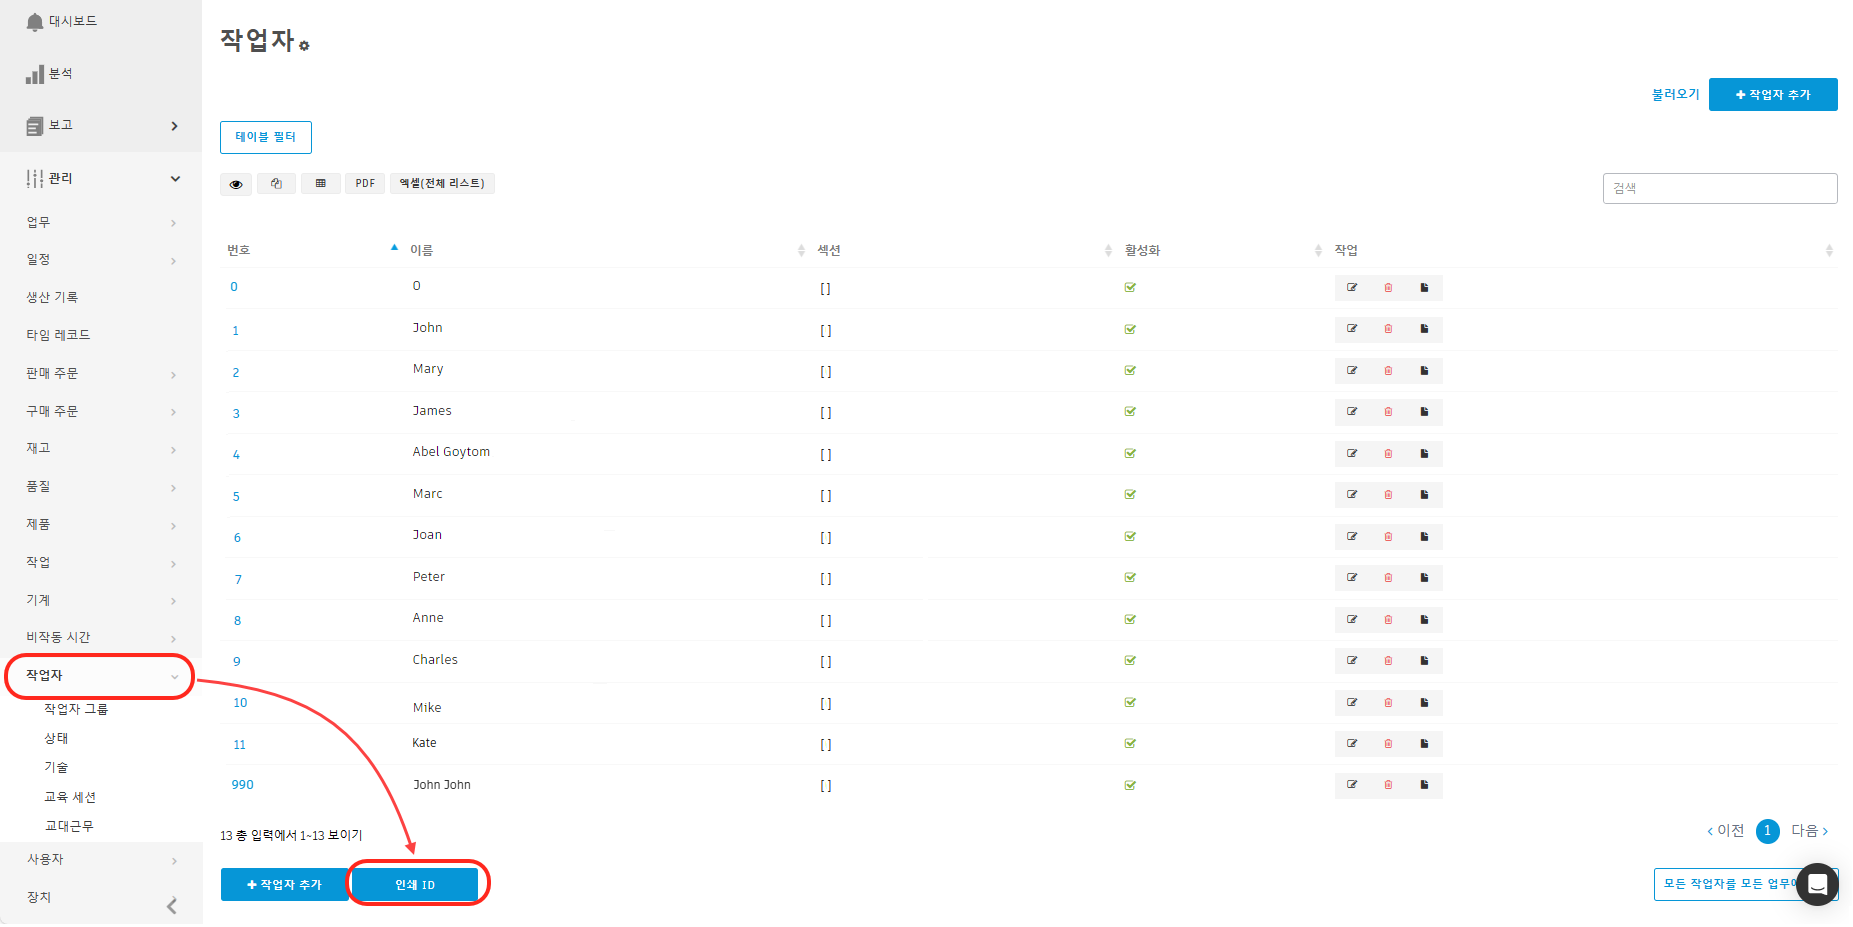 대시보드
분석
보고
관리
업무
일정
생산 기록
타임 레코드
판매 주문
구매 주문
재고
품질
제품
작업
기계
비작동 시간
작업자
작업자 그룹
상태
기술
교육 세션
교대근무
사용자
장치
작업자
불러오기 + 작업자 추가
테이블 필터
PDF 엑셀(전체 리스트)
검색
번호 이름 섹션 활성화 작업
0 O []
1 John []
2 Mary []
3 James []
4 Abel Goytom []
5 Marc []
6 Joan []
7 Peter []
8 Anne []
9 Charles []
10 Mike []
11 Kate []
990 John John []
13 총 입력에서 1~13 보이기
‹ 이전 1 다음 ›
+ 작업자 추가 인쇄 ID
모든 작업자를 모든 업무